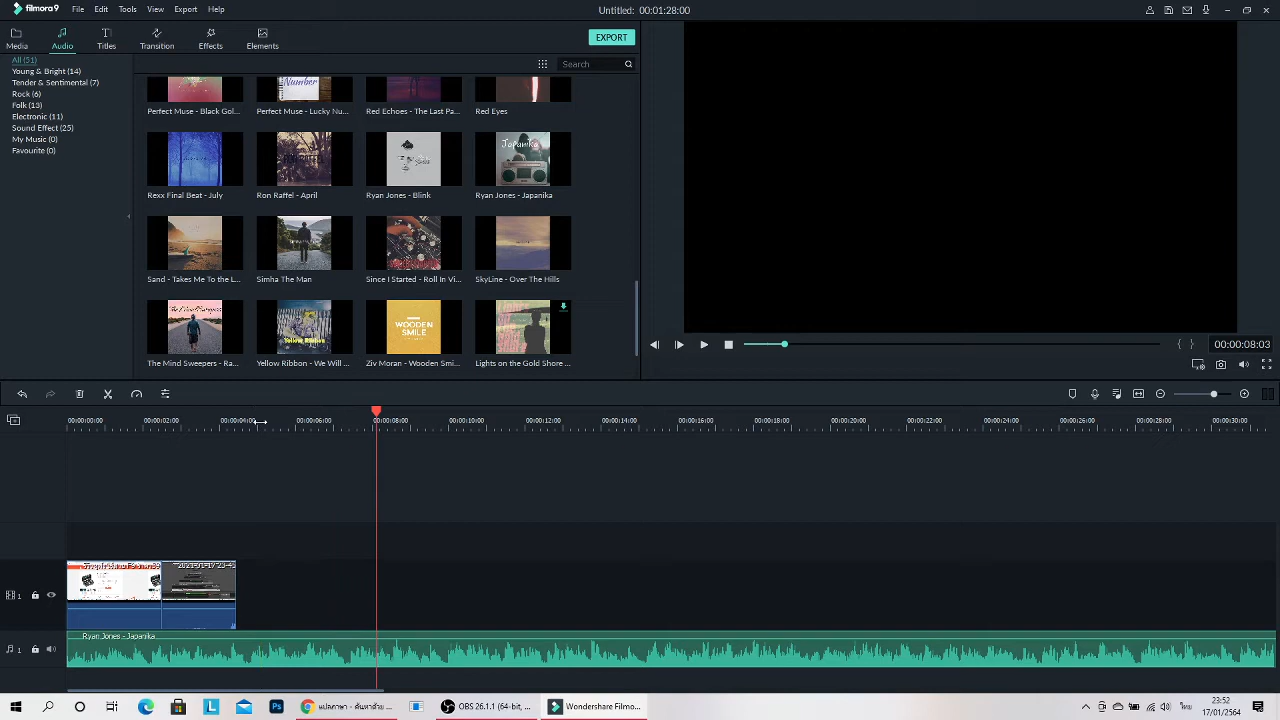 filmora9 File Edit Tools View Export Help Untitled: 00:01:28:00
Media Audio Titles Transition Effects Elements EXPORT
All (51)
Search
Young & Bright (14)
Tender & Sentimental (7)
Rock (6)
Folk (13)
Electronic (11)
Sound Effect (25)
My Music (0)
Favourite (0)
Number
Perfect Muse - Black Gol... Perfect Muse - Lucky Nu... Red Echoes - The Last Pa... Red Eyes
Japanika
Rexx Final Beat - July Ron Raffel - April Ryan Jones - Blink Ryan Jones - Japanika
Sand - Takes Me To the L... Simha The Man Since I Started - Roll In Vi... SkyLine - Over The Hills
WOODEN
SMILE
Yellow Ribbon
The Mind Sweepers - Ra... Yellow Ribbon - We Will ... Ziv Moran - Wooden Smi... Lights on the Gold Shore ...
{ } 00:00:08:03
00:00:00:00 00:00:02:00 00:00:04:00 00:00:06:00 00:00:08:00 00:00:10:00 00:00:12:00 00:00:14:00 00:00:16:00 00:00:18:00 00:00:20:00 00:00:22:00 00:00:24:00 00:00:26:00 00:00:28:00 00:00:30:00
1
Ryan Jones - Japanika
1
OBS 26.1.1 (64-bit, ... Wondershare Filmo...
23:52
17/01/2564